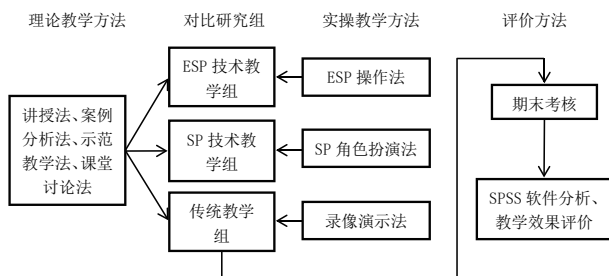 理论教学方法
对比研究组
实操教学方法
评价方法
讲授法、案例
分析法、示范
教学法、课堂
讨论法
ESP 技术教
学组
SP 技术教
学组
传统教学
组
ESP 操作法
SP 角色扮演法
录像演示法
期末考核
SPSS 软件分析、
教学效果评价